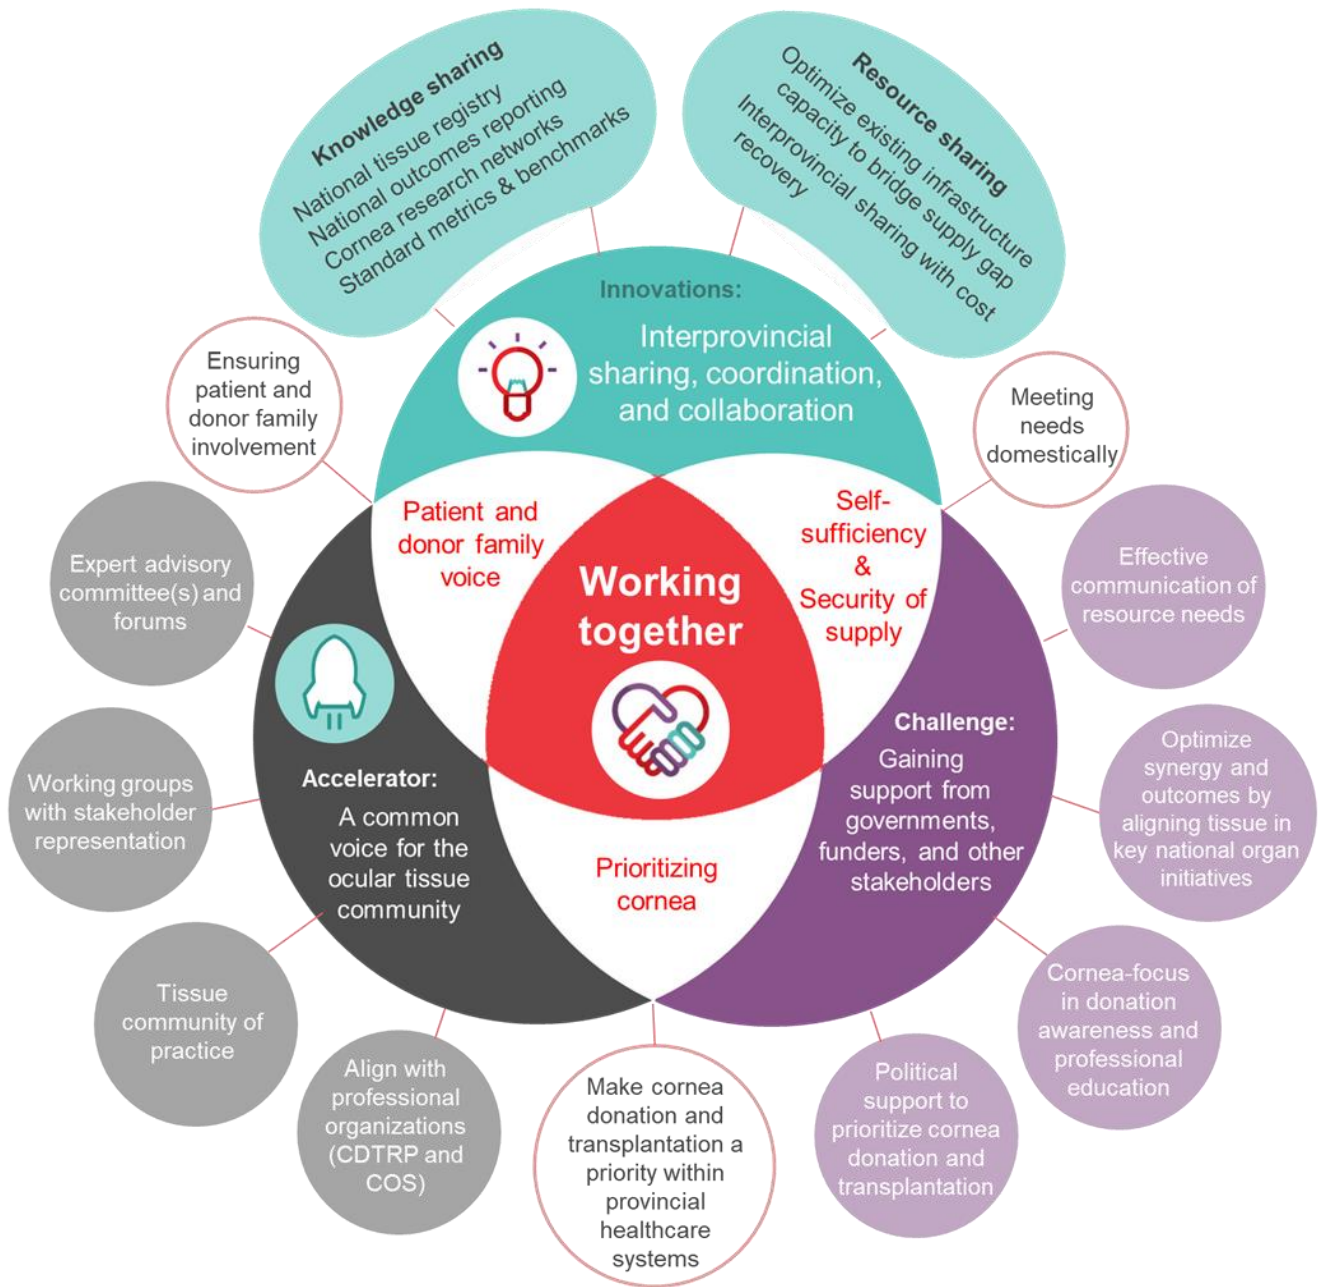 Knowledge sharing
National tissue registry
National outcomes reporting
Cornea research networks
Standard metrics & benchmarks
Resource sharing
Optimize existing infrastructure
capacity to bridge supply gap
Interprovincial sharing with cost
recovery
Innovations:
Interprovincial
sharing, coordination,
and collaboration
Ensuring
patient and
donor family
involvement
Meeting
needs
domestically
Patient and
donor family
voice
Self-
sufficiency
&
Security of
supply
Working
together
Prioritizing
cornea
Accelerator:
A common
voice for the
ocular tissue
community
Challenge:
Gaining
support from
governments,
funders, and other
stakeholders
Expert advisory
committee(s) and
forums
Working groups
with stakeholder
representation
Tissue
community of
practice
Align with
professional
organizations
(CDTRP and
COS)
Make cornea
donation and
transplantation a
priority within
provincial
healthcare
systems
Political
support to
prioritize cornea
donation and
transplantation
Cornea-focus
in donation
awareness and
professional
education
Optimize
synergy and
outcomes by
aligning tissue in
key national organ
initiatives
Effective
communication of
resource needs